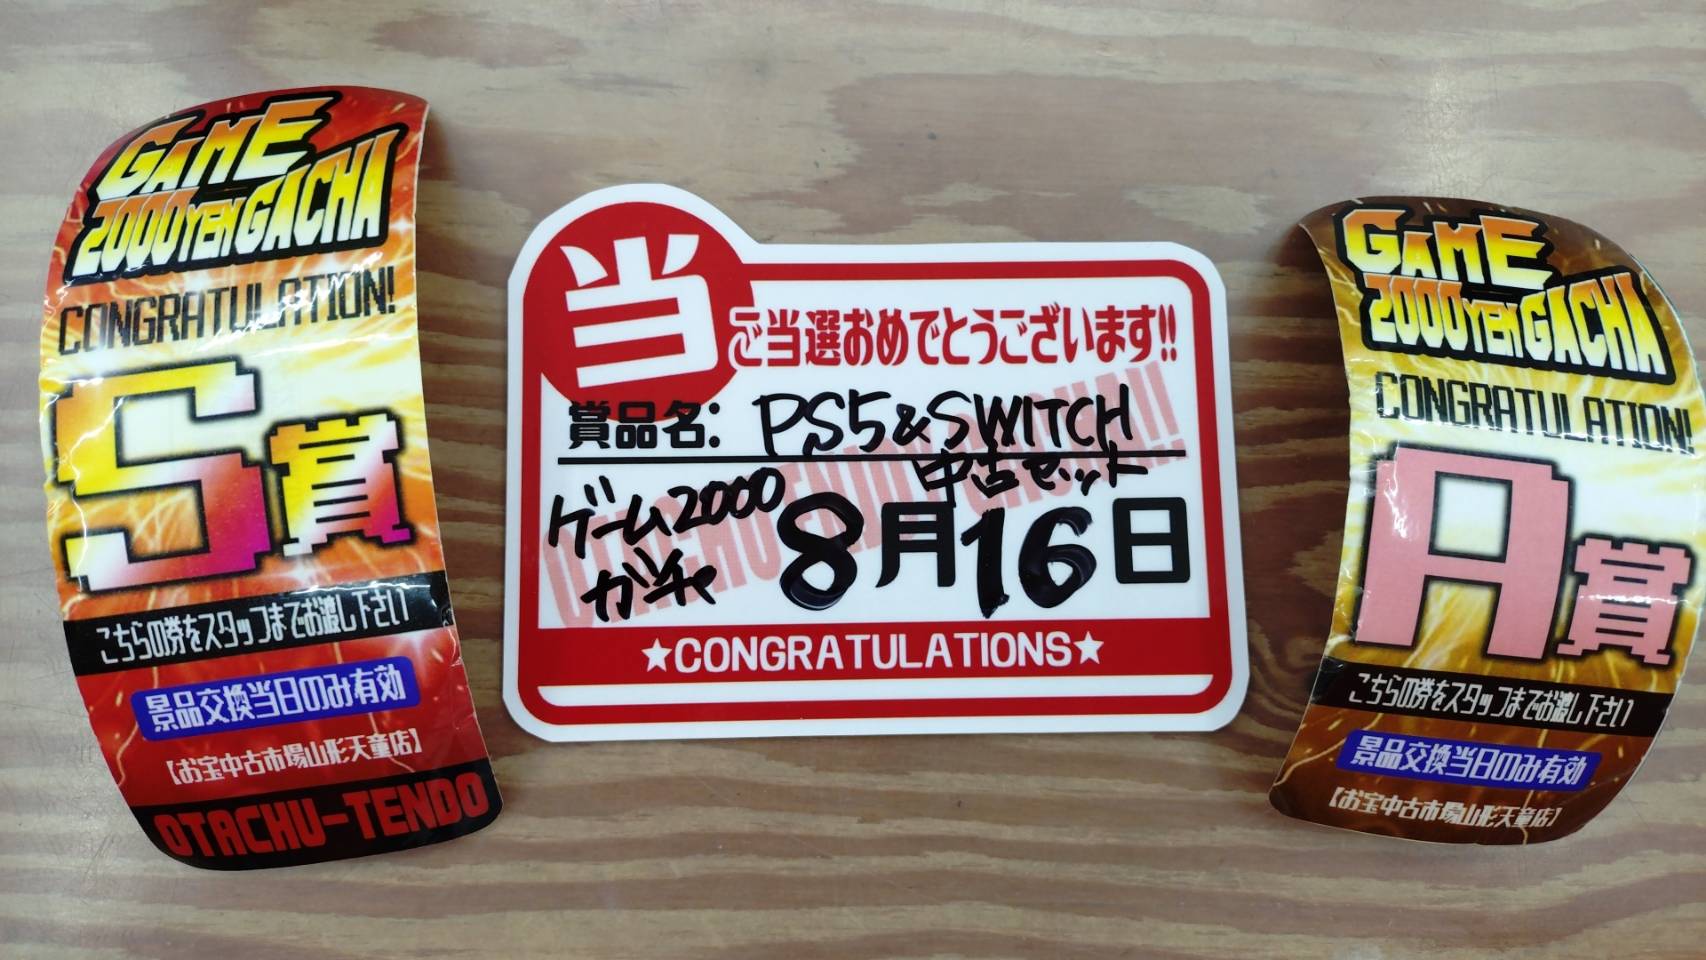 GAME
2000YEN GACHA
CONGRATULATION!
S賞
こちらの券をスタッフまでお渡し下さい
景品交換当日のみ有効
【お宝中古市場山形天童店】
OTACHU-TENDO
当
ご当選おめでとうございます!!
賞品名: PS5&SWITCH
中古セット
ゲーム2000
ガチャ
8月16日
★CONGRATULATIONS★
GAME
2000YEN GACHA
CONGRATULATION!
A賞
こちらの券をスタッフまでお渡し下さい
景品交換当日のみ有効
【お宝中古市場山形天童店】